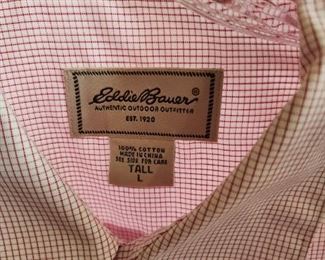 Eddie Bauer®
AUTHENTIC OUTDOOR OUTFITTER
EST. 1920
100% COTTON
MADE IN CHINA
SEE SIDE FOR CARE
TALL
L